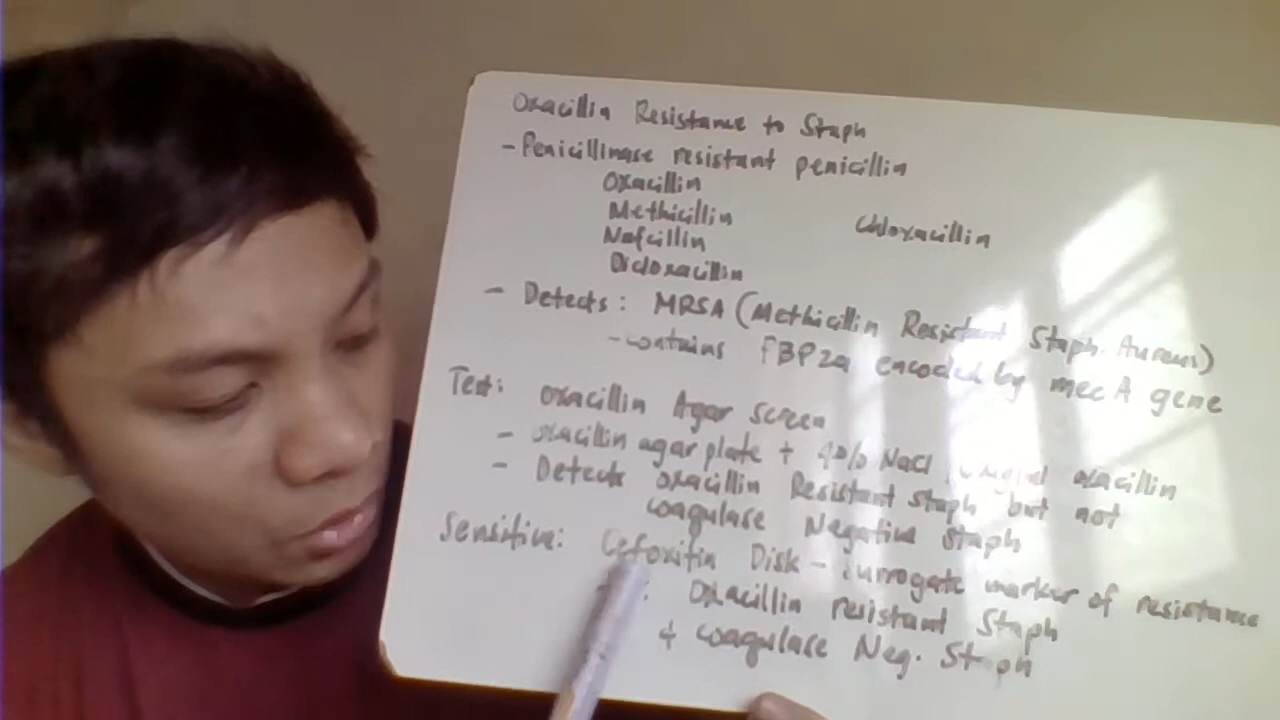 Oxacillin Resistance to Staph
- Penicillinase resistant penicillin
Oxacillin
Methicillin Chloxacillin
Nafcillin
Dicloxacillin
- Detects: MRSA (Methicillin Resistant Staph. Aureus)
- contains PBP2a encoded by mec A gene
Test: oxacillin Agar screen
- oxacillin agar plate + NaCl oxacillin
- Detects oxacillin Resistant staph but not
coagulase Negative staph
Sensitive: Cefoxitin Disk - surrogate marker of resistance
: Oxacillin resistant Staph
+ coagulase Neg. Staph